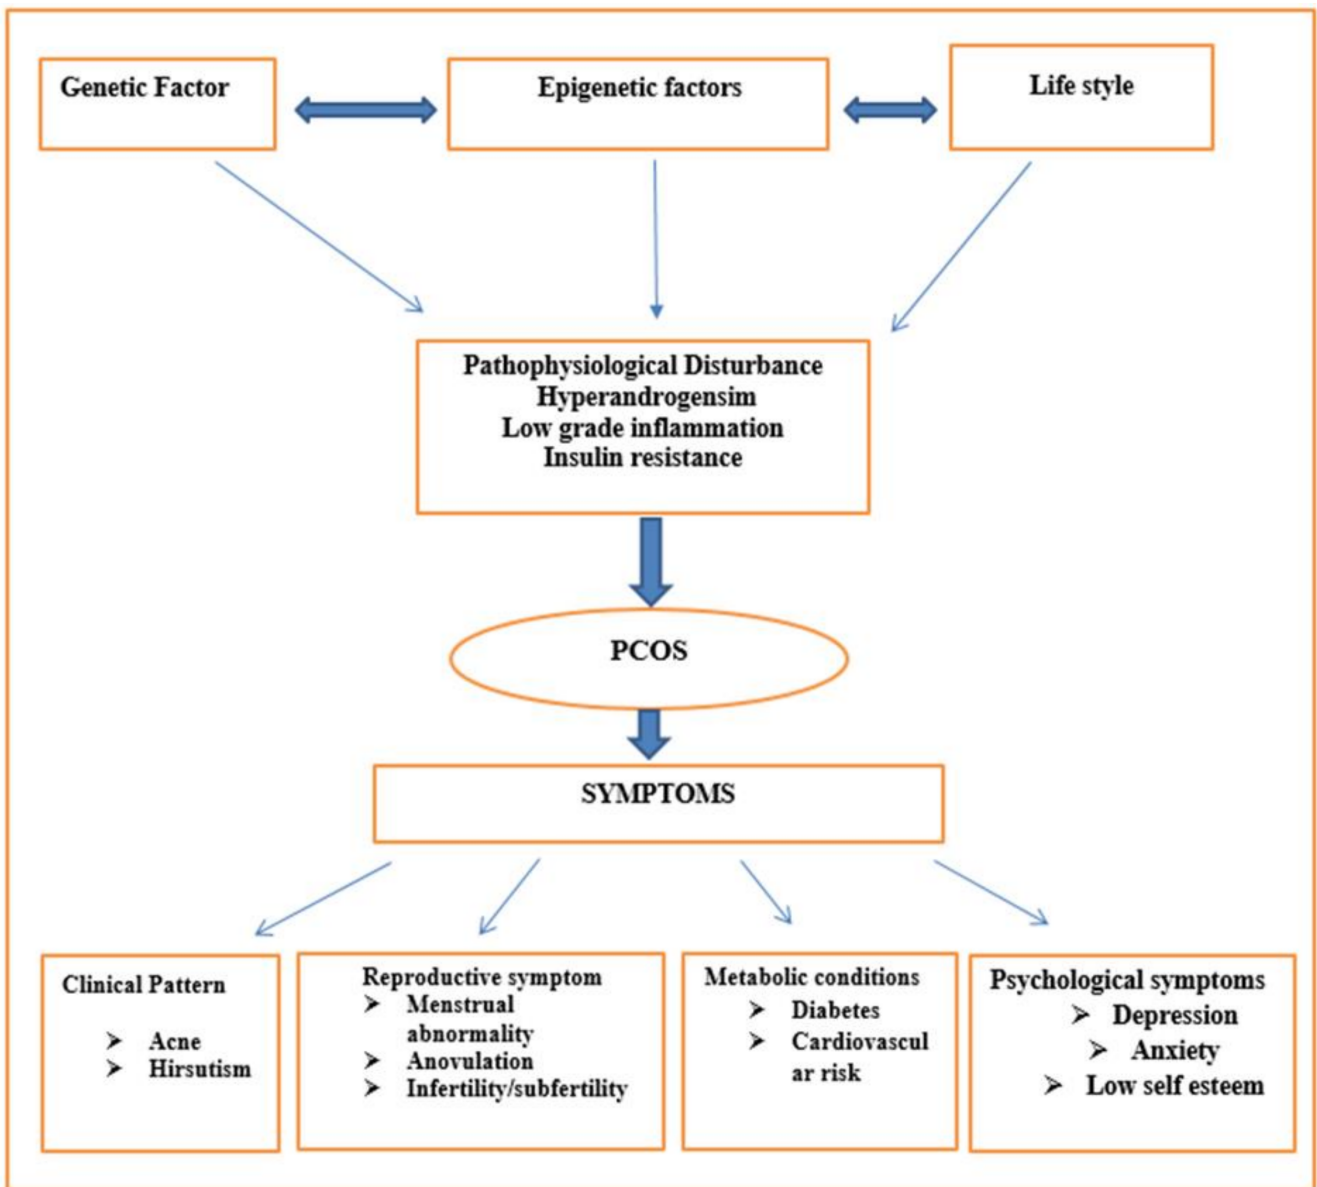 Genetic Factor
Epigenetic factors
Life style
Pathophysiological Disturbance
Hyperandrogensim
Low grade inflammation
Insulin resistance
PCOS
SYMPTOMS
Clinical Pattern
➢ Acne
➢ Hirsutism
Reproductive symptom
➢ Menstrual
abnormality
➢ Anovulation
➢ Infertility/subfertility
Metabolic conditions
➢ Diabetes
➢ Cardiovascul
ar risk
Psychological symptoms
➢ Depression
➢ Anxiety
➢ Low self esteem